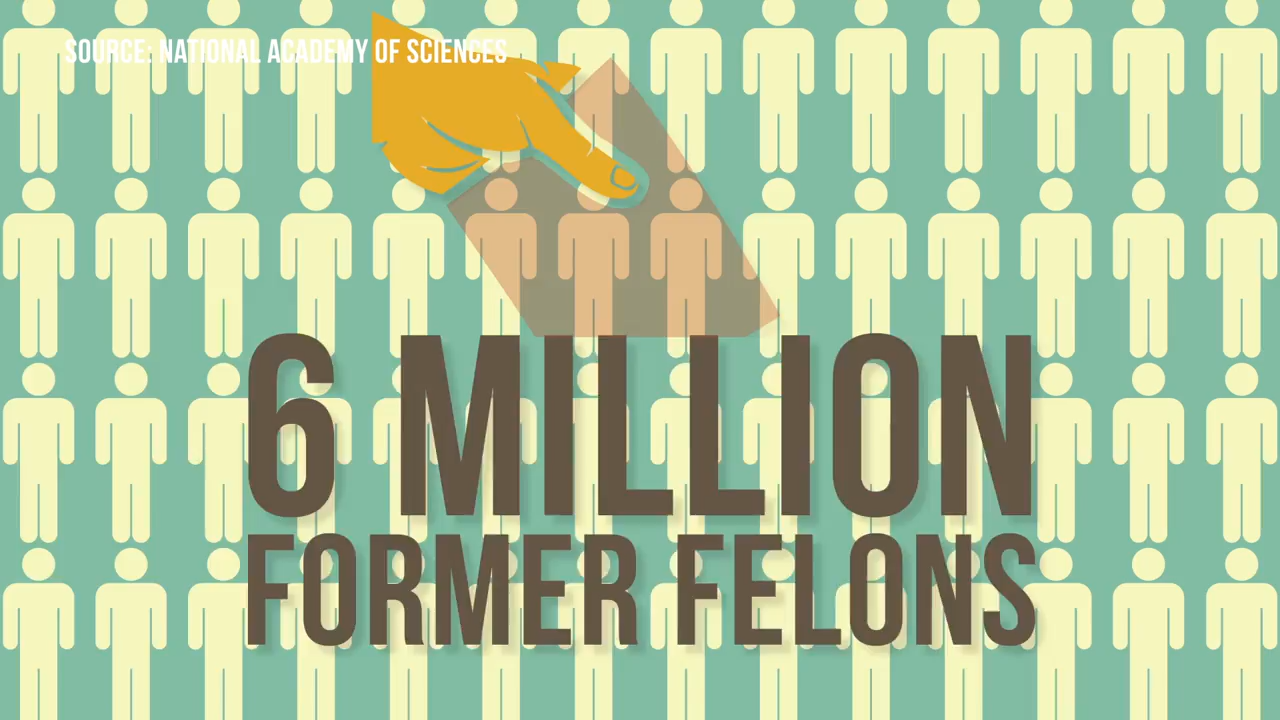 SOURCE: NATIONAL ACADEMY OF SCIENCES
6 MILLION
FORMER FELONS